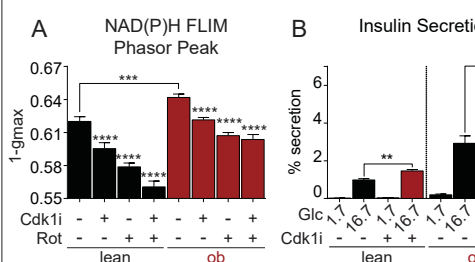 A
NAD(P)H FLIM
Phasor Peak
1-gmax
0.67
0.64
0.61
0.58
0.55
***
**** **** **** **** **** ****
Cdk1i - + - + - + - +
Rot - - + + - - + +
lean ob
B
Insulin
% secretion
6
4
2
0
**
Glc 1.7 16.7 1.7 16.7 1.7 16.7
Cdk1i - - + + - -
lean